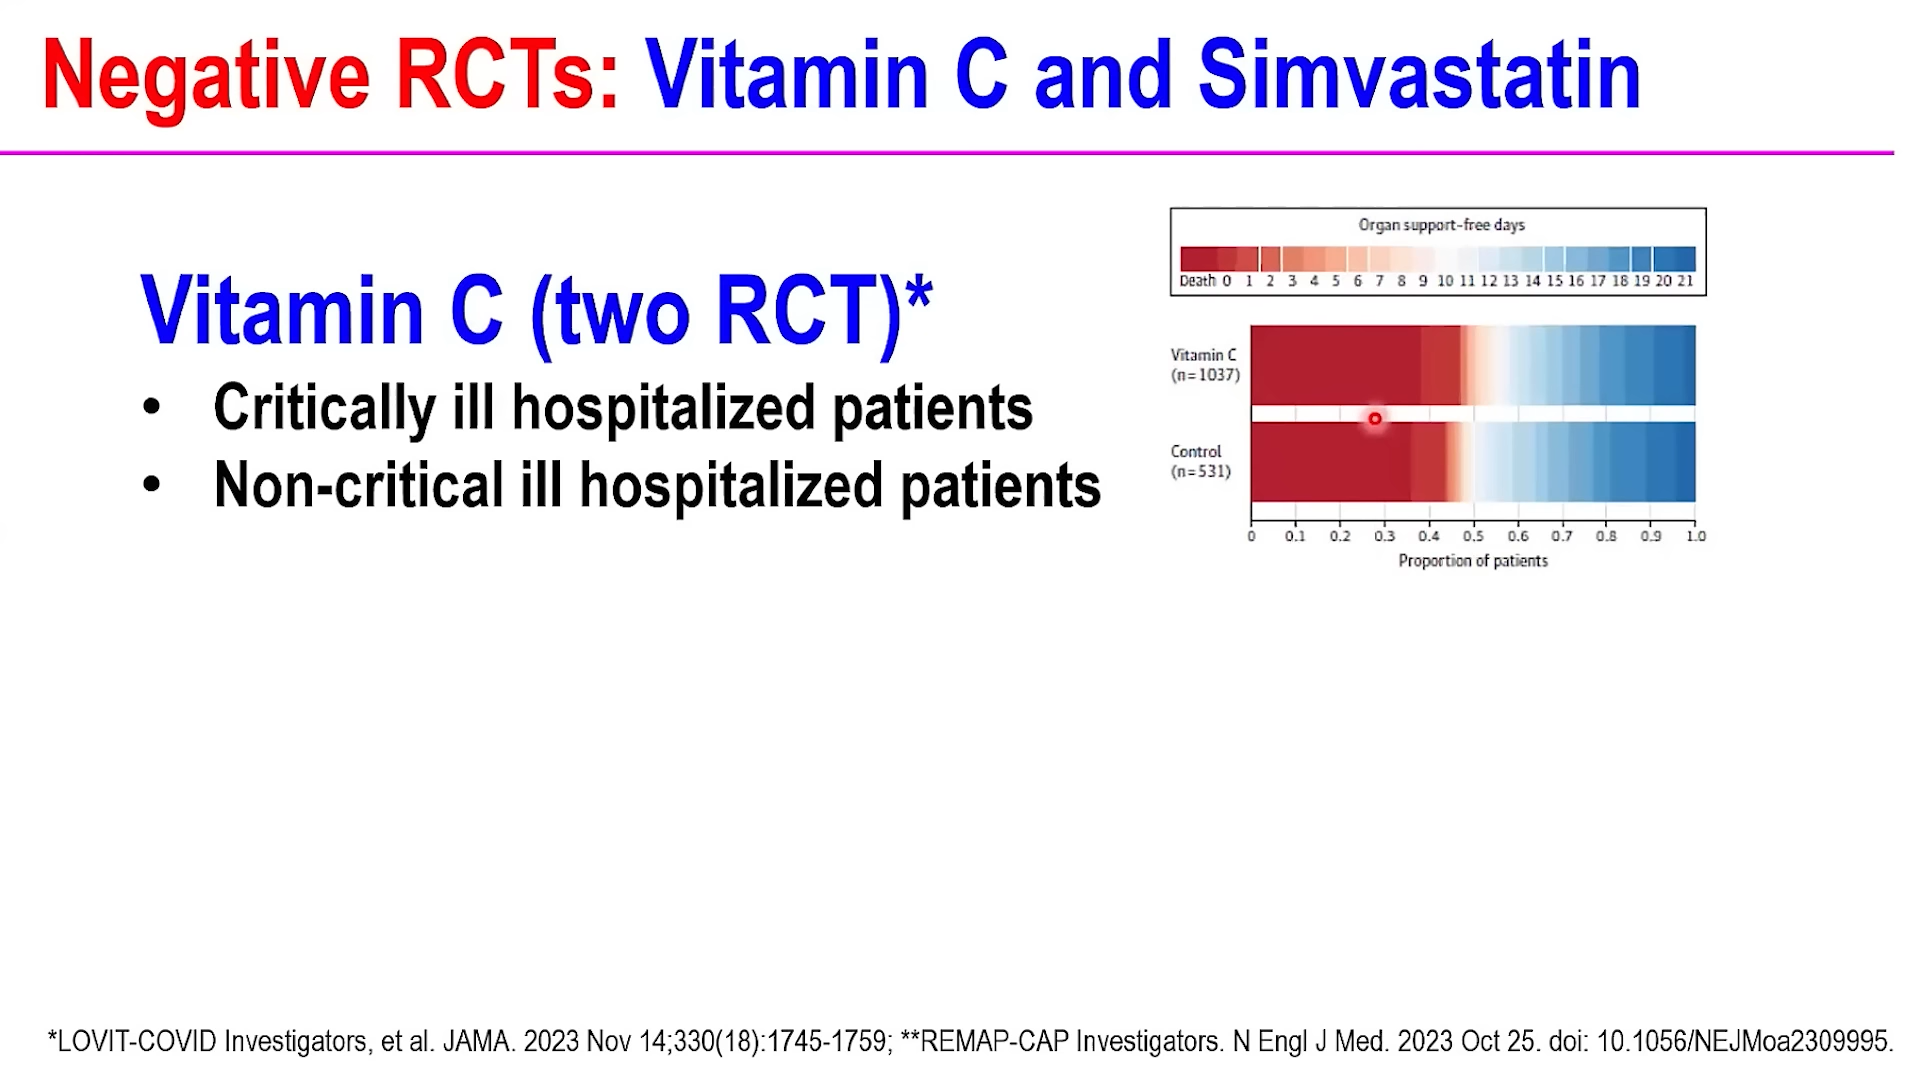 Negative RCTs: Vitamin C and Simvastatin
Vitamin C (two RCT)*
• Critically ill hospitalized patients
• Non-critical ill hospitalized patients
Organ support-free days
Death 0 1 2 3 4 5 6 7 8 9 10 11 12 13 14 15 16 17 18 19 20 21
Vitamin C
(n=1037)
Control
(n=531)
0 0.1 0.2 0.3 0.4 0.5 0.6 0.7 0.8 0.9 1.0
Proportion of patients
*LOVIT-COVID Investigators, et al. JAMA. 2023 Nov 14;330(18):1745-1759; **REMAP-CAP Investigators. N Engl J Med. 2023 Oct 25. doi: 10.1056/NEJMoa2309995.